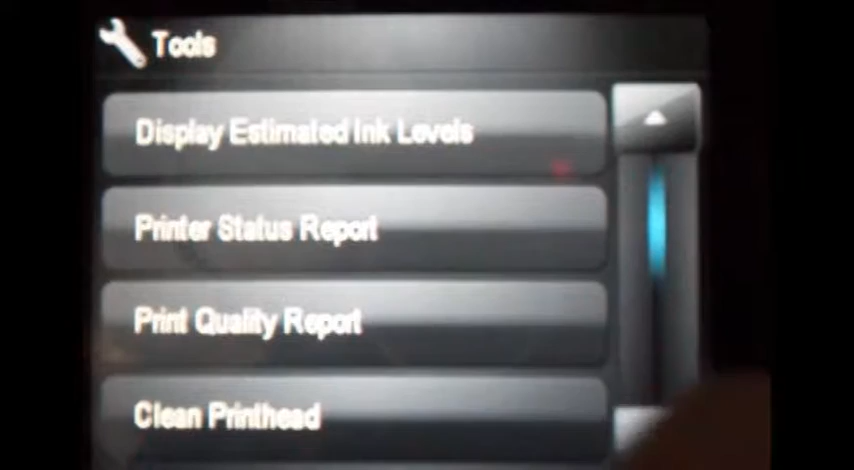 Tools
Display Estimated Ink Levels
Printer Status Report
Print Quality Report
Clean Printhead